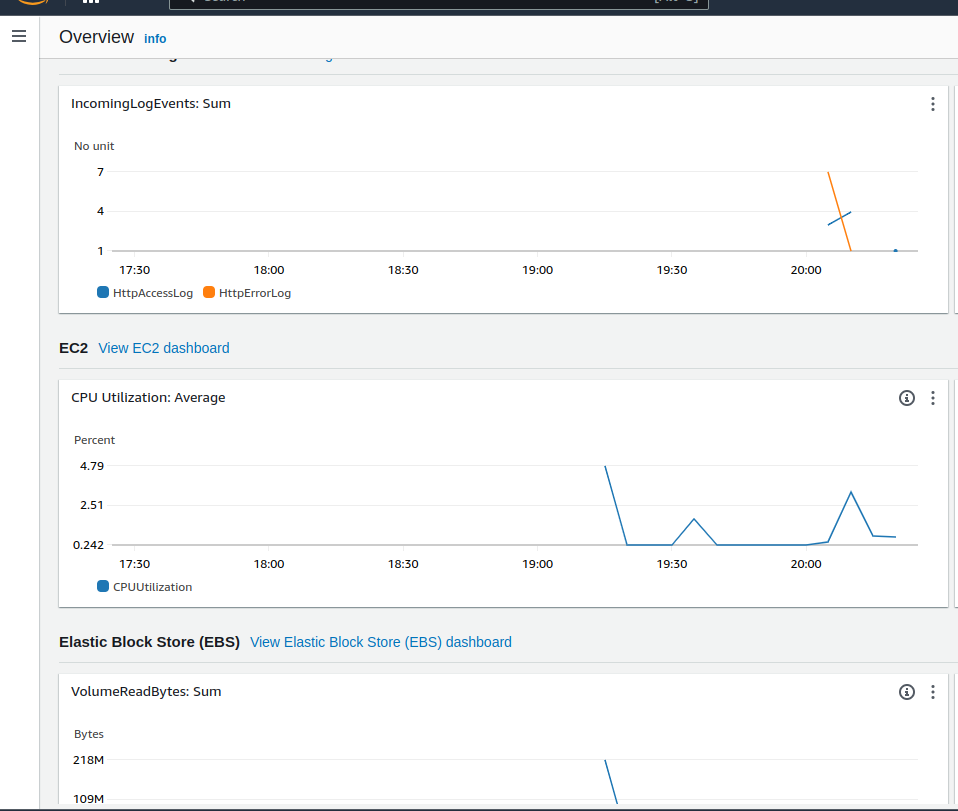 Overview info
IncomingLogEvents: Sum
No unit
7
4
1
17:30 18:00 18:30 19:00 19:30 20:00
HttpAccessLog HttpErrorLog
EC2 View EC2 dashboard
CPU Utilization: Average
Percent
4.79
2.51
0.242
17:30 18:00 18:30 19:00 19:30 20:00
CPUUtilization
Elastic Block Store (EBS) View Elastic Block Store (EBS) dashboard
VolumeReadBytes: Sum
Bytes
218M
109M